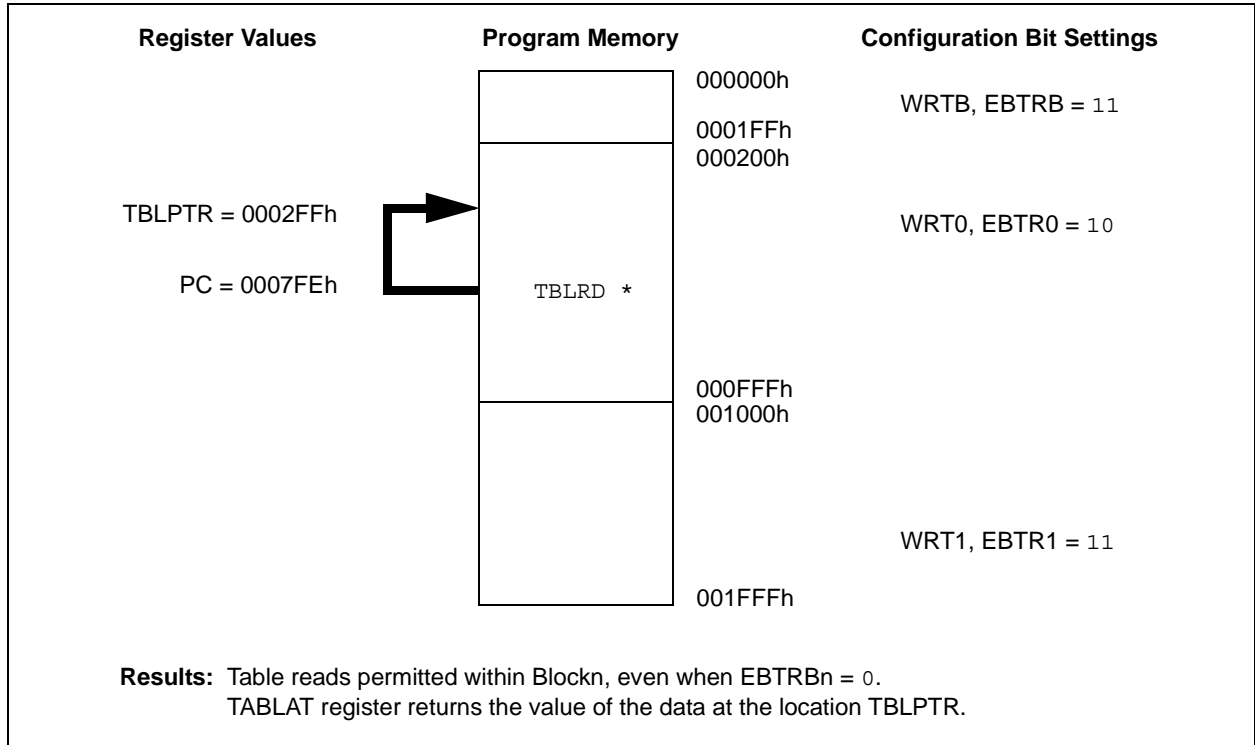 Register Values
Program Memory
Configuration Bit Settings
000000h
WRTB, EBTRB = 11
0001FFh
000200h
TBLPTR = 0002FFh
WRT0, EBTR0 = 10
PC = 0007FEh
TBLRD *
000FFFh
001000h
WRT1, EBTR1 = 11
001FFFh
Results: Table reads permitted within Blockn, even when EBTRBn = 0.
TABLAT register returns the value of the data at the location TBLPTR.